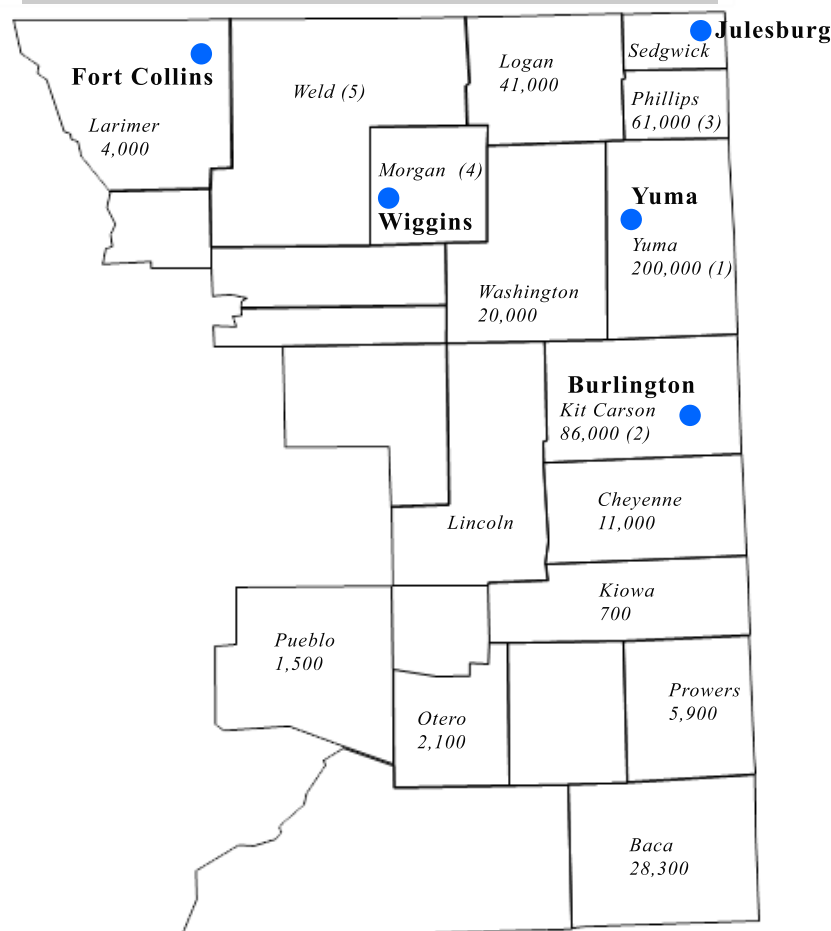 Julesburg
Sedgwick
Fort Collins
Logan
41,000
Weld (5)
Phillips
61,000 (3)
Larimer
4,000
Morgan (4)
Wiggins
Yuma
Yuma
200,000 (1)
Washington
20,000
Burlington
Kit Carson
86,000 (2)
Cheyenne
11,000
Lincoln
Kiowa
700
Pueblo
1,500
Prowers
5,900
Otero
2,100
Baca
28,300